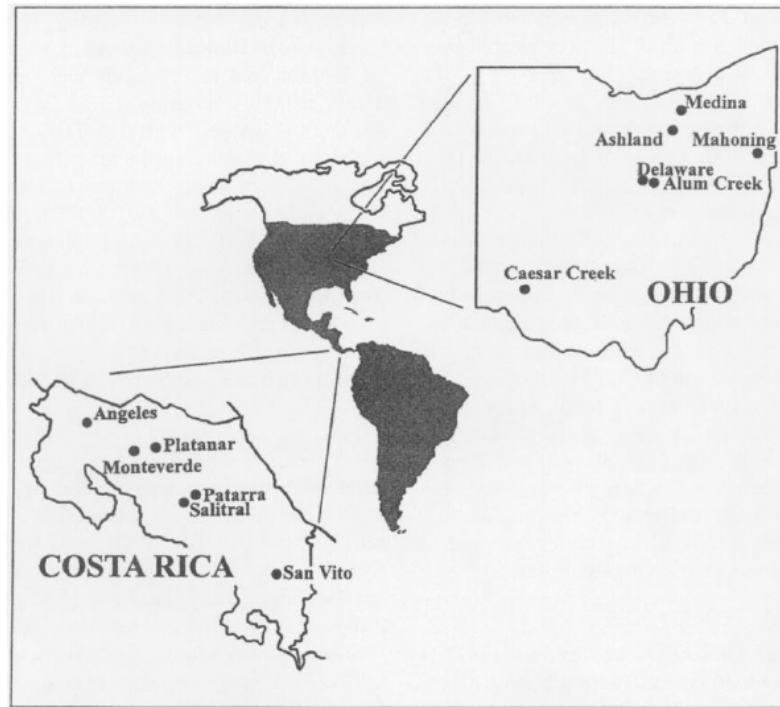 Medina
Ashland
Mahoning
Delaware
Alum Creek
Caesar Creek
OHIO
Angeles
Platanar
Monteverde
Patarra
Salitral
COSTA RICA
San Vito